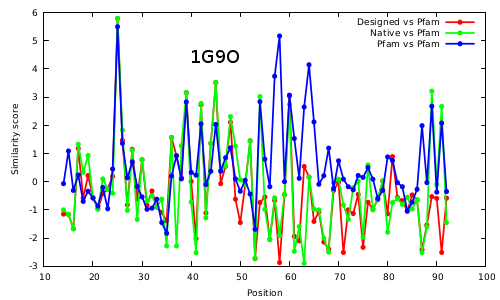 6
5
4
3
2
1
0
-1
-2
-3
10 20 30 40 50 60 70 80 90 100
Position
Similarity score
1G9O
Designed vs Pfam
Native vs Pfam
Pfam vs Pfam